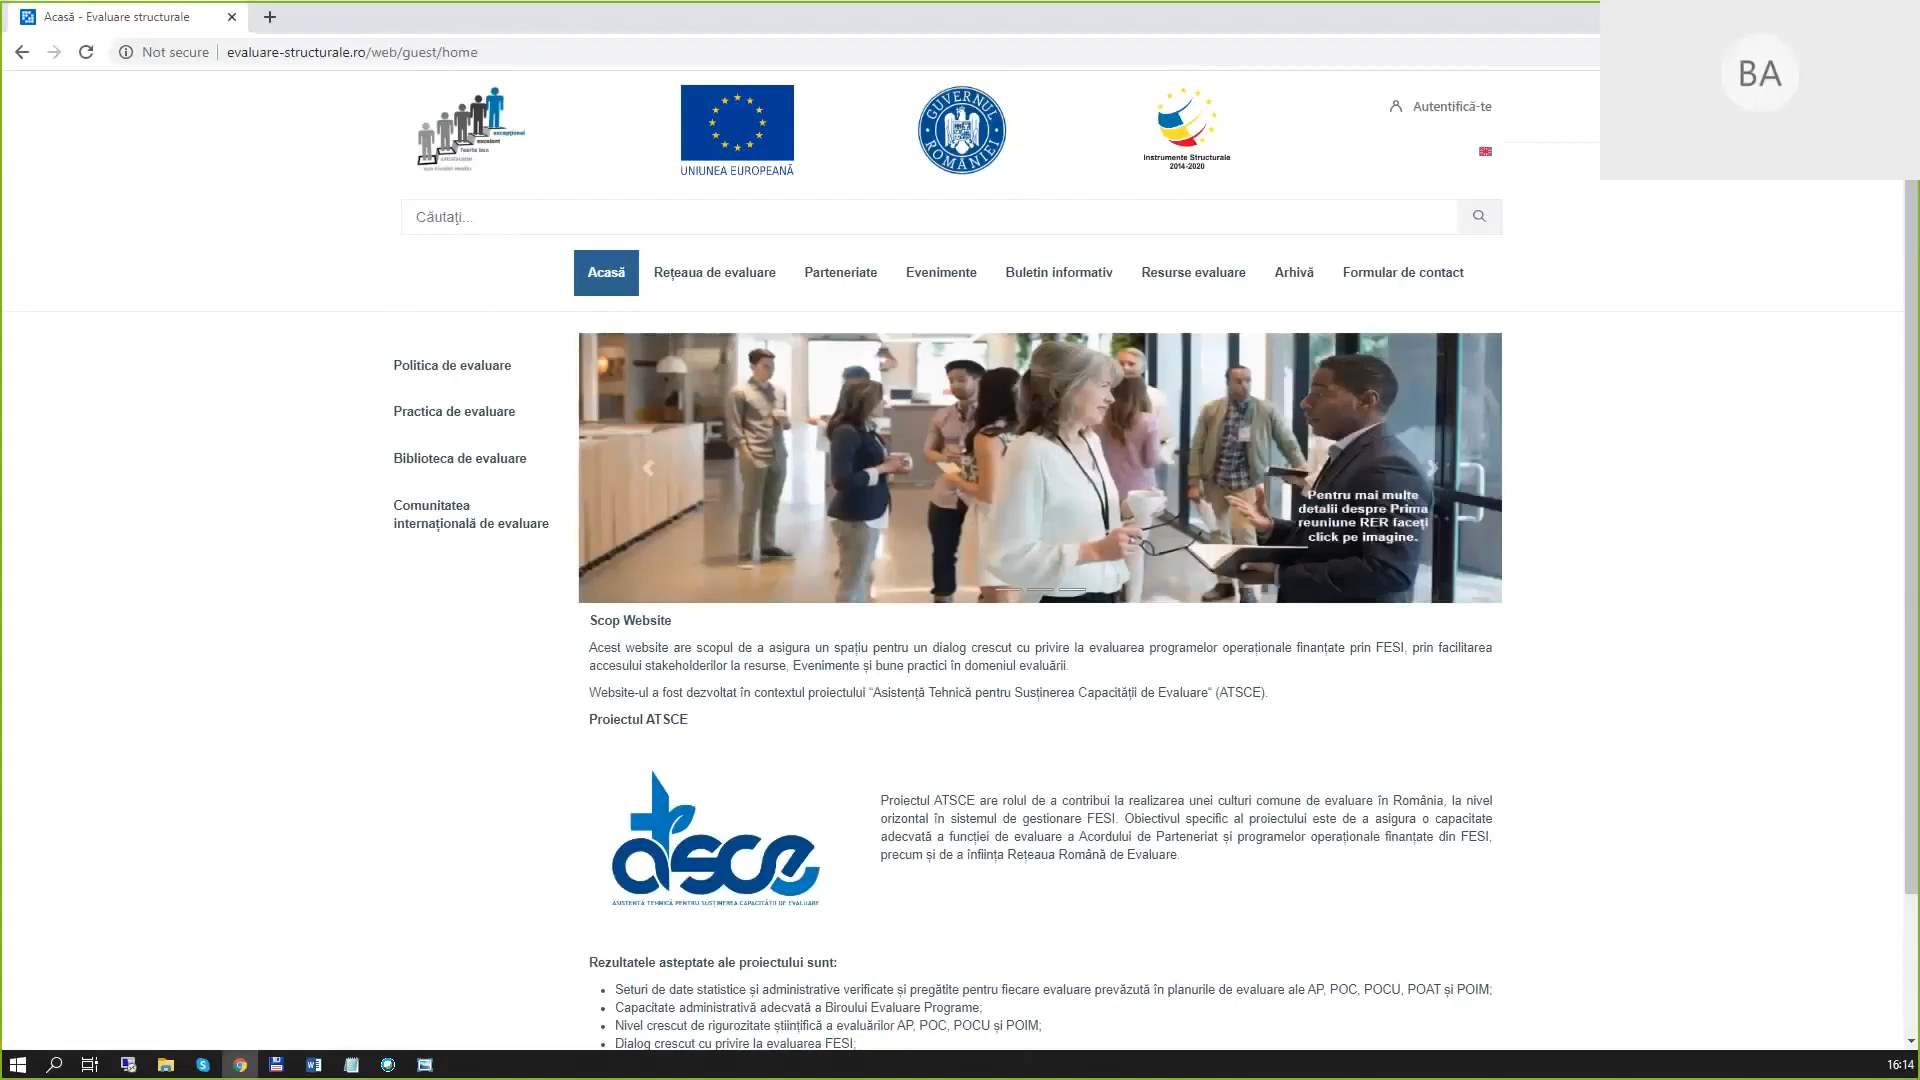 Acasă - Evaluare structurale
Not secure
evaluare-structurale.ro/web/guest/home
BA
exceptional
excelent
foarte bun
UNIUNEA EUROPEANĂ
GUVERNUL ROMÂNIEI
Instrumente Structurale
2014-2020
Autentifică-te
Căutați...
Acasă Rețeaua de evaluare Parteneriate Evenimente Buletin informativ Resurse evaluare Arhivă Formular de contact
Politica de evaluare
Practica de evaluare
Biblioteca de evaluare
Comunitatea
internațională de evaluare
Pentru mai multe
detalii despre Prima
reuniune RER faceți
click pe imagine.
Scop Website
Acest website are scopul de a asigura un spațiu pentru un dialog crescut cu privire la evaluarea programelor operaționale finanțate prin FESI, prin facilitarea
accesului stakeholderilor la resurse, Evenimente și bune practici în domeniul evaluării.
Website-ul a fost dezvoltat în contextul proiectului “Asistență Tehnică pentru Susținerea Capacității de Evaluare“ (ATSCE).
Proiectul ATSCE
atsce
ASISTENȚĂ TEHNICĂ PENTRU SUSȚINEREA CAPACITĂȚII DE EVALUARE
Proiectul ATSCE are rolul de a contribui la realizarea unei culturi comune de evaluare în România, la nivel
orizontal în sistemul de gestionare FESI. Obiectivul specific al proiectului este de a asigura o capacitate
adecvată a funcției de evaluare a Acordului de Parteneriat și programelor operaționale finanțate din FESI,
precum și de a înființa Rețeaua Română de Evaluare.
Rezultatele asteptate ale proiectului sunt:
Seturi de date statistice și administrative verificate și pregătite pentru fiecare evaluare prevăzută în planurile de evaluare ale AP, POC, POCU, POAT și POIM;
Capacitate administrativă adecvată a Biroului Evaluare Programe;
Nivel crescut de rigurozitate științifică a evaluărilor AP, POC, POCU și POIM;
Dialog crescut cu privire la evaluarea FESI;
16:14